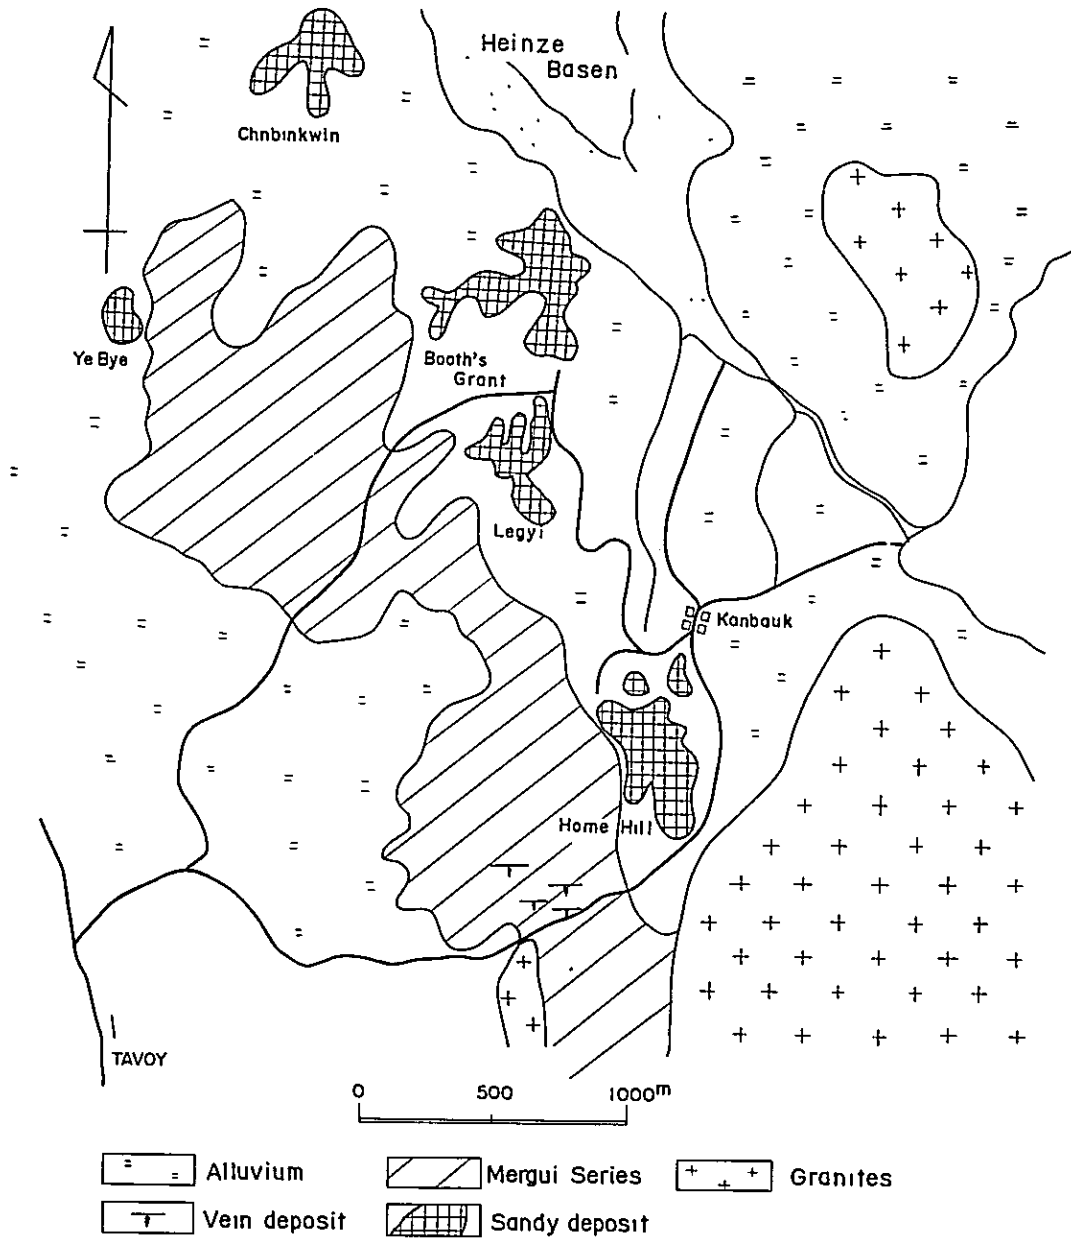 Heinze
Basen
Chnbinkwin
Ye Bye
Booth's
Grant
Legyi
Kanbauk
Home Hill
TAVOY
0 500 1000m
Alluvium
Mergui Series
Granites
Vein deposit
Sandy deposit